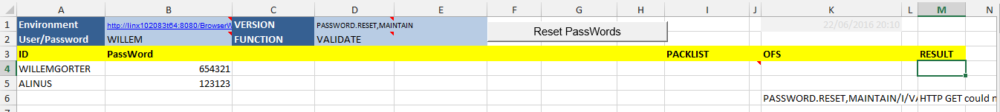 A B C D E F G H I J K L M N
1 Environment http://linx102083t64:8080/BrowserW VERSION PASSWORD.RESET,MAINTAIN 22/06/2016 20:10
2 User/Password WILLEM FUNCTION VALIDATE
Reset PassWords
3 ID PassWord PACKLIST OFS RESULT
4 WILLEMGORTER 654321
5 ALINUS 123123
6 PASSWORD.RESET,MAINTAIN/I/VA HTTP GET could n